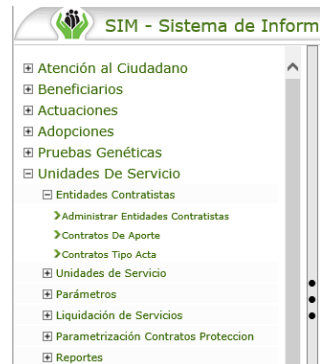 SIM - Sistema de Inform
Atención al Ciudadano
Beneficiarios
Actuaciones
Adopciones
Pruebas Genéticas
Unidades De Servicio
Entidades Contratistas
Administrar Entidades Contratistas
Contratos De Aporte
Contratos Tipo Acta
Unidades de Servicio
Parámetros
Liquidación de Servicios
Parametrización Contratos Proteccion
Reportes